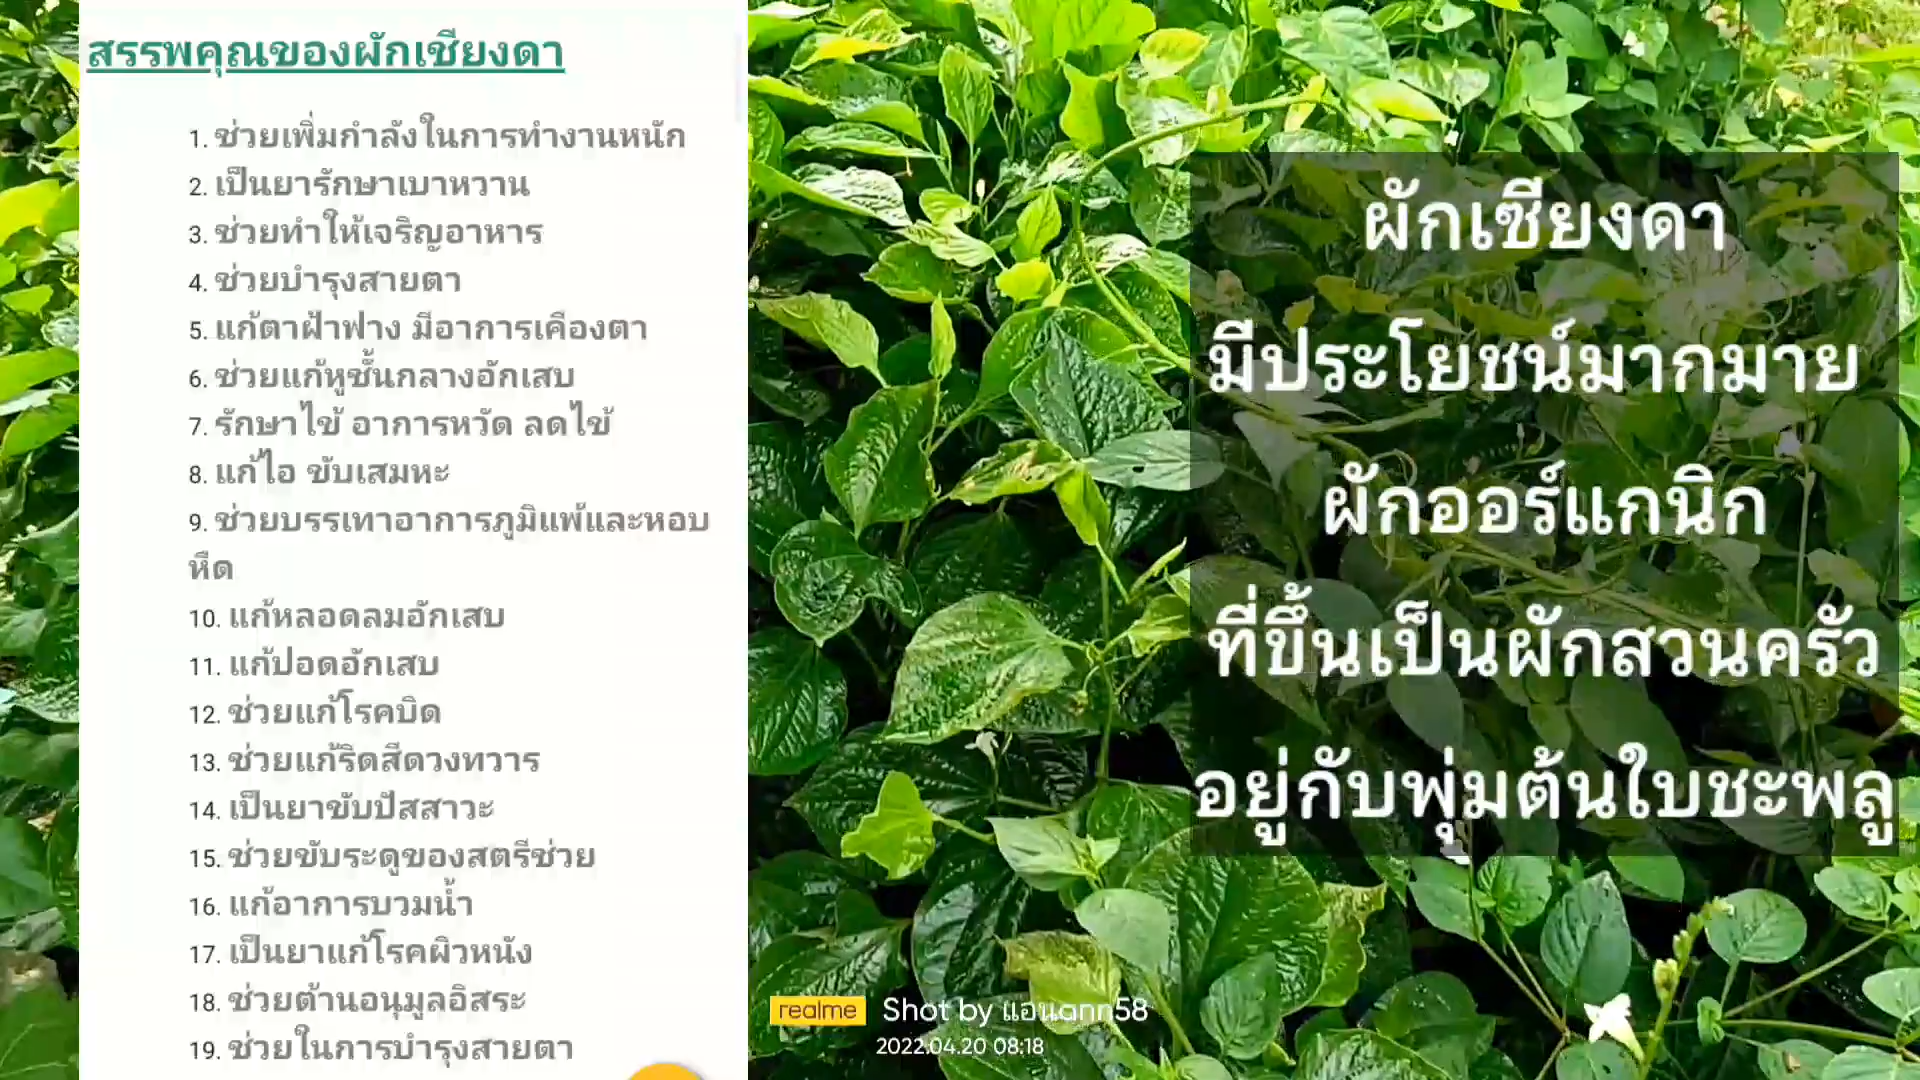 สรรพคุณของผักเชียงดา
1. ช่วยเพิ่มกำลังในการทำงานหนัก
2. เป็นยารักษาเบาหวาน
3. ช่วยทำให้เจริญอาหาร
4. ช่วยบำรุงสายตา
5. แก้ตาฝ้าฟาง มีอาการเคืองตา
6. ช่วยแก้หูชั้นกลางอักเสบ
7. รักษาไข้ อาการหวัด ลดไข้
8. แก้ไอ ขับเสมหะ
9. ช่วยบรรเทาอาการภูมิแพ้และหอบ
หืด
10. แก้หลอดลมอักเสบ
11. แก้ปอดอักเสบ
12. ช่วยแก้โรคบิด
13. ช่วยแก้ริดสีดวงทวาร
14. เป็นยาขับปัสสาวะ
15. ช่วยขับระดูของสตรีช่วย
16. แก้อาการบวมน้ำ
17. เป็นยาแก้โรคผิวหนัง
18. ช่วยต้านอนุมูลอิสระ
19. ช่วยในการบำรุงสายตา
ผักเซียงดา
มีประโยชน์มากมาย
ผักออร์แกนิก
ที่ขึ้นเป็นผักสวนครัว
อยู่กับพุ่มต้นใบชะพลู
realme Shot by แอนann58
2022.04.20 08:18